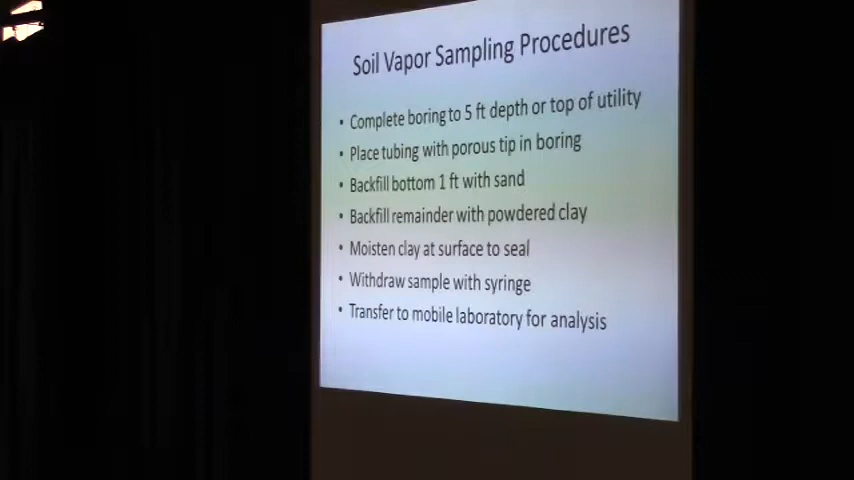 Soil Vapor Sampling Procedures
• Complete boring to 5 ft depth or top of utility
• Place tubing with porous tip in boring
• Backfill bottom 1 ft with sand
• Backfill remainder with powdered clay
• Moisten clay at surface to seal
• Withdraw sample with syringe
• Transfer to mobile laboratory for analysis